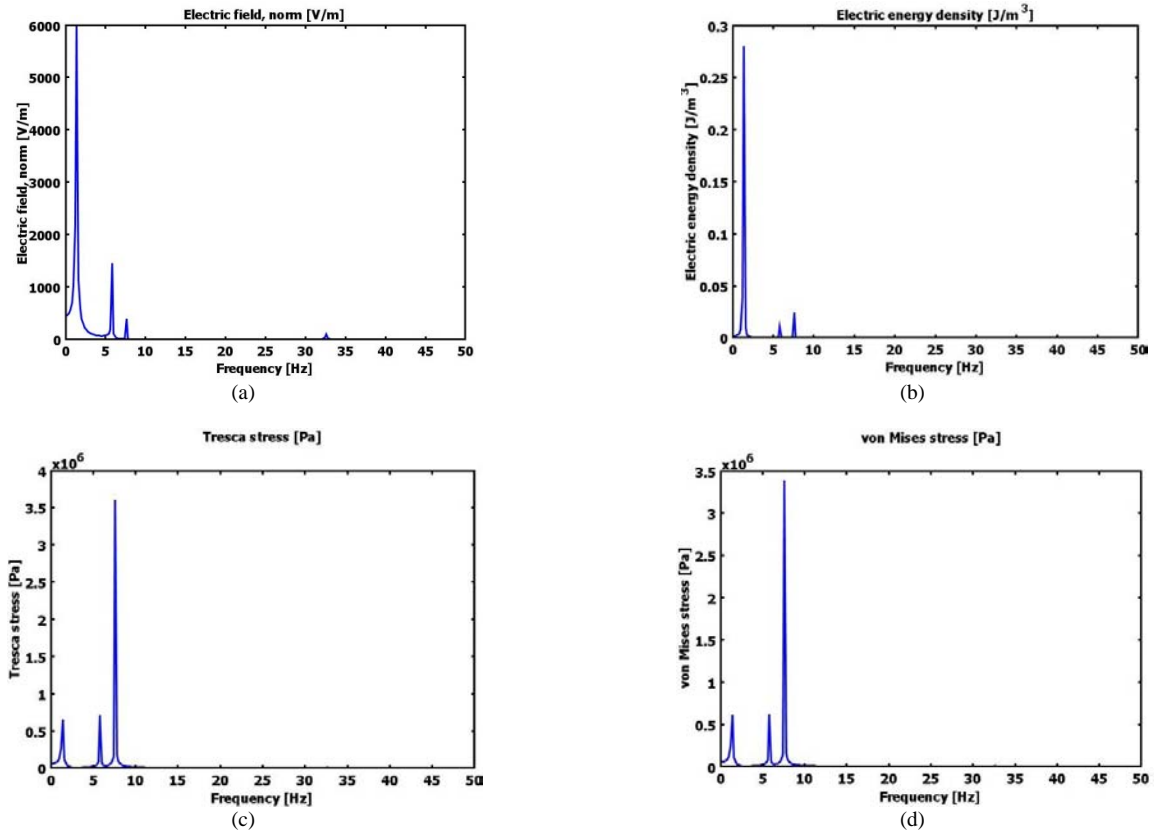 Electric field, norm [V/m]
Electric field, norm [V/m]
6000
5000
4000
3000
2000
1000
0
0 5 10 15 20 25 30 35 40 45 50
Frequency [Hz]
(a)
Electric energy density [J/m³]
Electric energy density [J/m³]
0.3
0.25
0.2
0.15
0.1
0.05
0
0 5 10 15 20 25 30 35 40 45 50
Frequency [Hz]
(b)
Tresca stress [Pa]
Tresca stress [Pa]
x10⁶
4
3.5
3
2.5
2
1.5
1
0.5
0
0 5 10 15 20 25 30 35 40 45 50
Frequency [Hz]
(c)
von Mises stress [Pa]
von Mises stress [Pa]
x10⁶
3.5
3
2.5
2
1.5
1
0.5
0
0 5 10 15 20 25 30 35 40 45 50
Frequency [Hz]
(d)